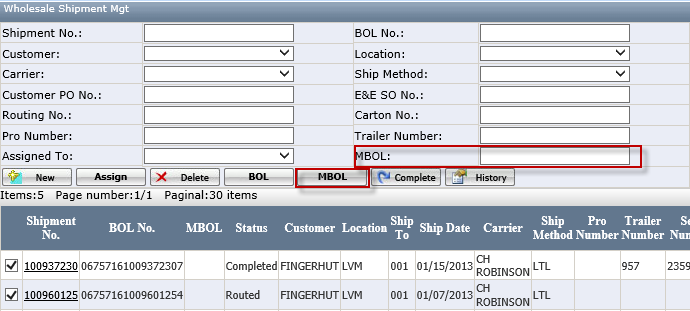 Wholesale Shipment Mgt
Shipment No.: BOL No.:
Customer: Location:
Carrier: Ship Method:
Customer PO No.: E&E SO No.:
Routing No.: Carton No.:
Pro Number: Trailer Number:
Assigned To: MBOL:
New Assign Delete BOL MBOL Complete History
Items:5 Page number:1/1 Paginal:30 items
Shipment No. BOL No. MBOL Status Customer Location Ship To Ship Date Carrier Ship Method Pro Number Trailer Number
100937230 06757161009372307 Completed FINGERHUT LVM 001 01/15/2013 CH ROBINSON LTL 957 2359
100960125 06757161009601254 Routed FINGERHUT LVM 001 01/07/2013 CH ROBINSON LTL